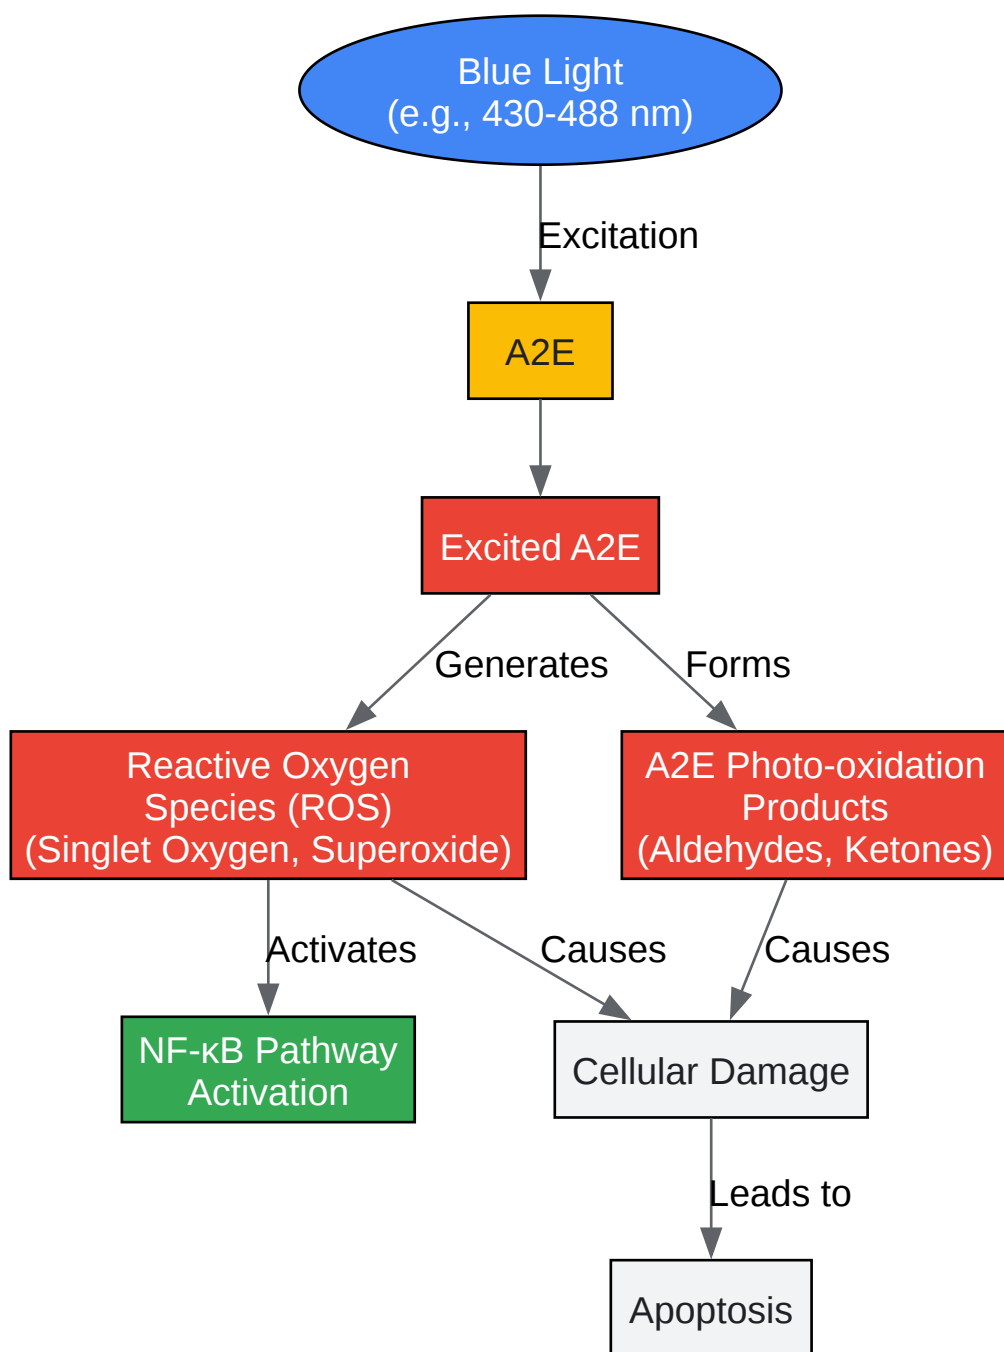 Blue Light
(e.g., 430-488 nm)
Excitation
A2E
Excited A2E
Generates
Forms
Reactive Oxygen
Species (ROS)
(Singlet Oxygen, Superoxide)
A2E Photo-oxidation
Products
(Aldehydes, Ketones)
Activates
Causes
Causes
NF-κB Pathway
Activation
Cellular Damage
Leads to
Apoptosis